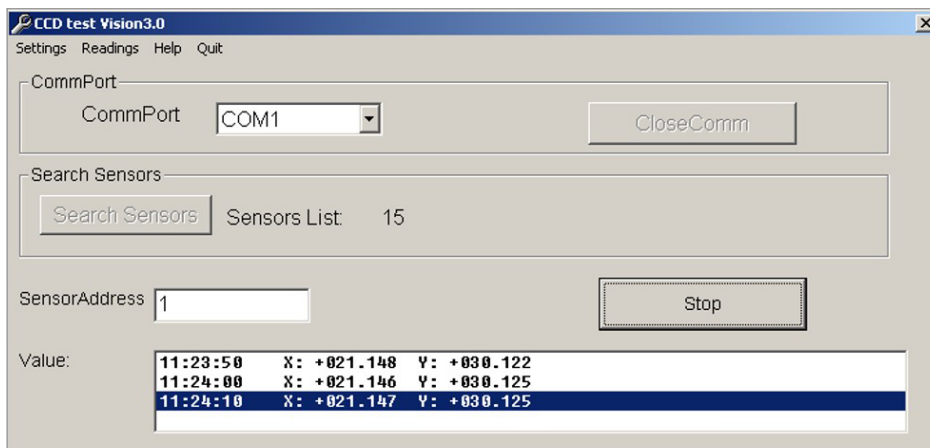 CCD test Vision3.0
Settings Readings Help Quit
CommPort
CommPort COM1 CloseComm
Search Sensors
Search Sensors Sensors List: 15
SensorAddress 1 Stop
Value:
11:23:50 X: +021.148 Y: +030.122
11:24:00 X: +021.146 Y: +030.125
11:24:10 X: +021.147 Y: +030.125